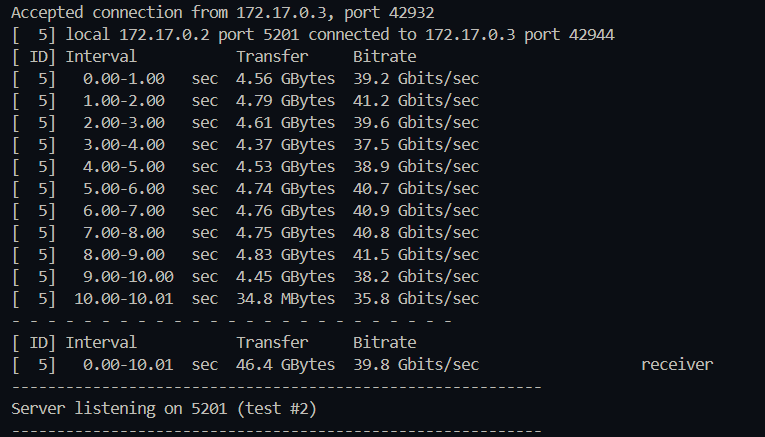 Accepted connection from 172.17.0.3, port 42932
[  5] local 172.17.0.2 port 5201 connected to 172.17.0.3 port 42944
[ ID] Interval           Transfer     Bitrate
[  5]   0.00-1.00   sec  4.56 GBytes  39.2 Gbits/sec
[  5]   1.00-2.00   sec  4.79 GBytes  41.2 Gbits/sec
[  5]   2.00-3.00   sec  4.61 GBytes  39.6 Gbits/sec
[  5]   3.00-4.00   sec  4.37 GBytes  37.5 Gbits/sec
[  5]   4.00-5.00   sec  4.53 GBytes  38.9 Gbits/sec
[  5]   5.00-6.00   sec  4.74 GBytes  40.7 Gbits/sec
[  5]   6.00-7.00   sec  4.76 GBytes  40.9 Gbits/sec
[  5]   7.00-8.00   sec  4.75 GBytes  40.8 Gbits/sec
[  5]   8.00-9.00   sec  4.83 GBytes  41.5 Gbits/sec
[  5]   9.00-10.00  sec  4.45 GBytes  38.2 Gbits/sec
[  5]  10.00-10.01  sec  34.8 MBytes  35.8 Gbits/sec
- - - - - - - - - - - - - - - - - - - - - - - - -
[ ID] Interval           Transfer     Bitrate
[  5]   0.00-10.01  sec  46.4 GBytes  39.8 Gbits/sec                  receiver
-----------------------------------------------------------
Server listening on 5201 (test #2)
-----------------------------------------------------------